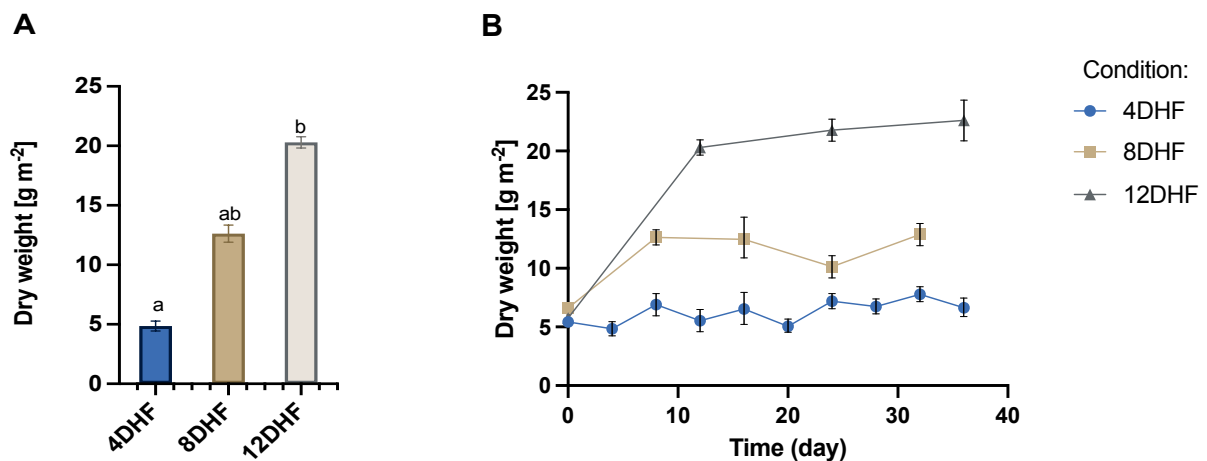 A
Dry weight [g m-2]
25
20
15
10
5
0
a
ab
b
4DHF
8DHF
12DHF
B
Dry weight [g m-2]
25
20
15
10
5
0
0
10
20
30
40
Time (day)
Condition:
4DHF
8DHF
12DHF